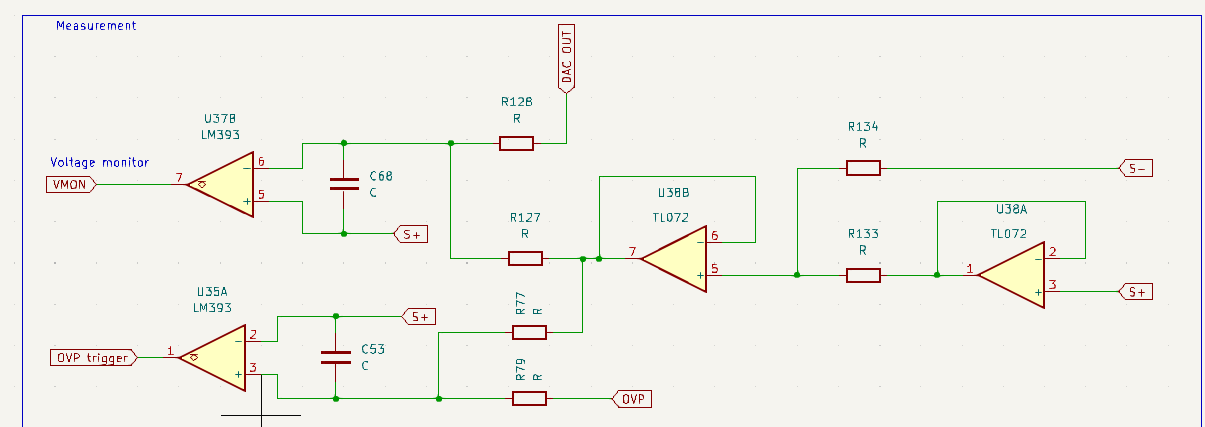 Measurement
DAC OUT
R128
R
U37B
LM393
Voltage monitor
VMON
7
6
5
-
+
C68
C
S+
R127
R
U38B
TL072
7
6
5
-
+
R134
R
S-
R133
R
U38A
TL072
1
2
3
-
+
S+
U35A
LM393
OVP trigger
1
2
3
-
+
S+
C53
C
R77
R
R79
R
OVP